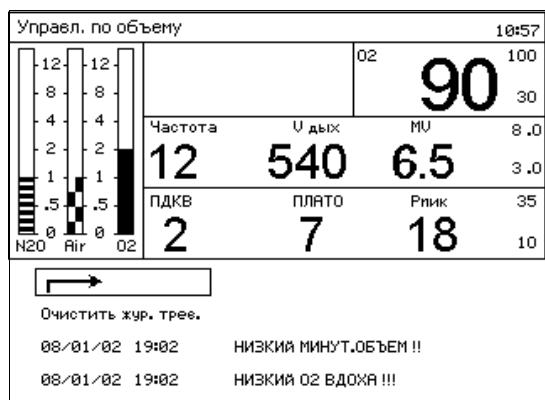 Управл. по объему 10:57
12 12 O2 90 100
8 8 30
4 4 Частота V дых MV 8.0
2 2 12 540 6.5 3.0
1 1 ПДКВ ПЛАТО Pпик 35
.5 .5 2 7 18 10
0 0
N2O Air O2
Очистить жур. трев.
08/01/02 19:02 НИЗКИЙ МИНУТ.ОБЪЕМ !!
08/01/02 19:02 НИЗКИЙ O2 ВДОХА !!!